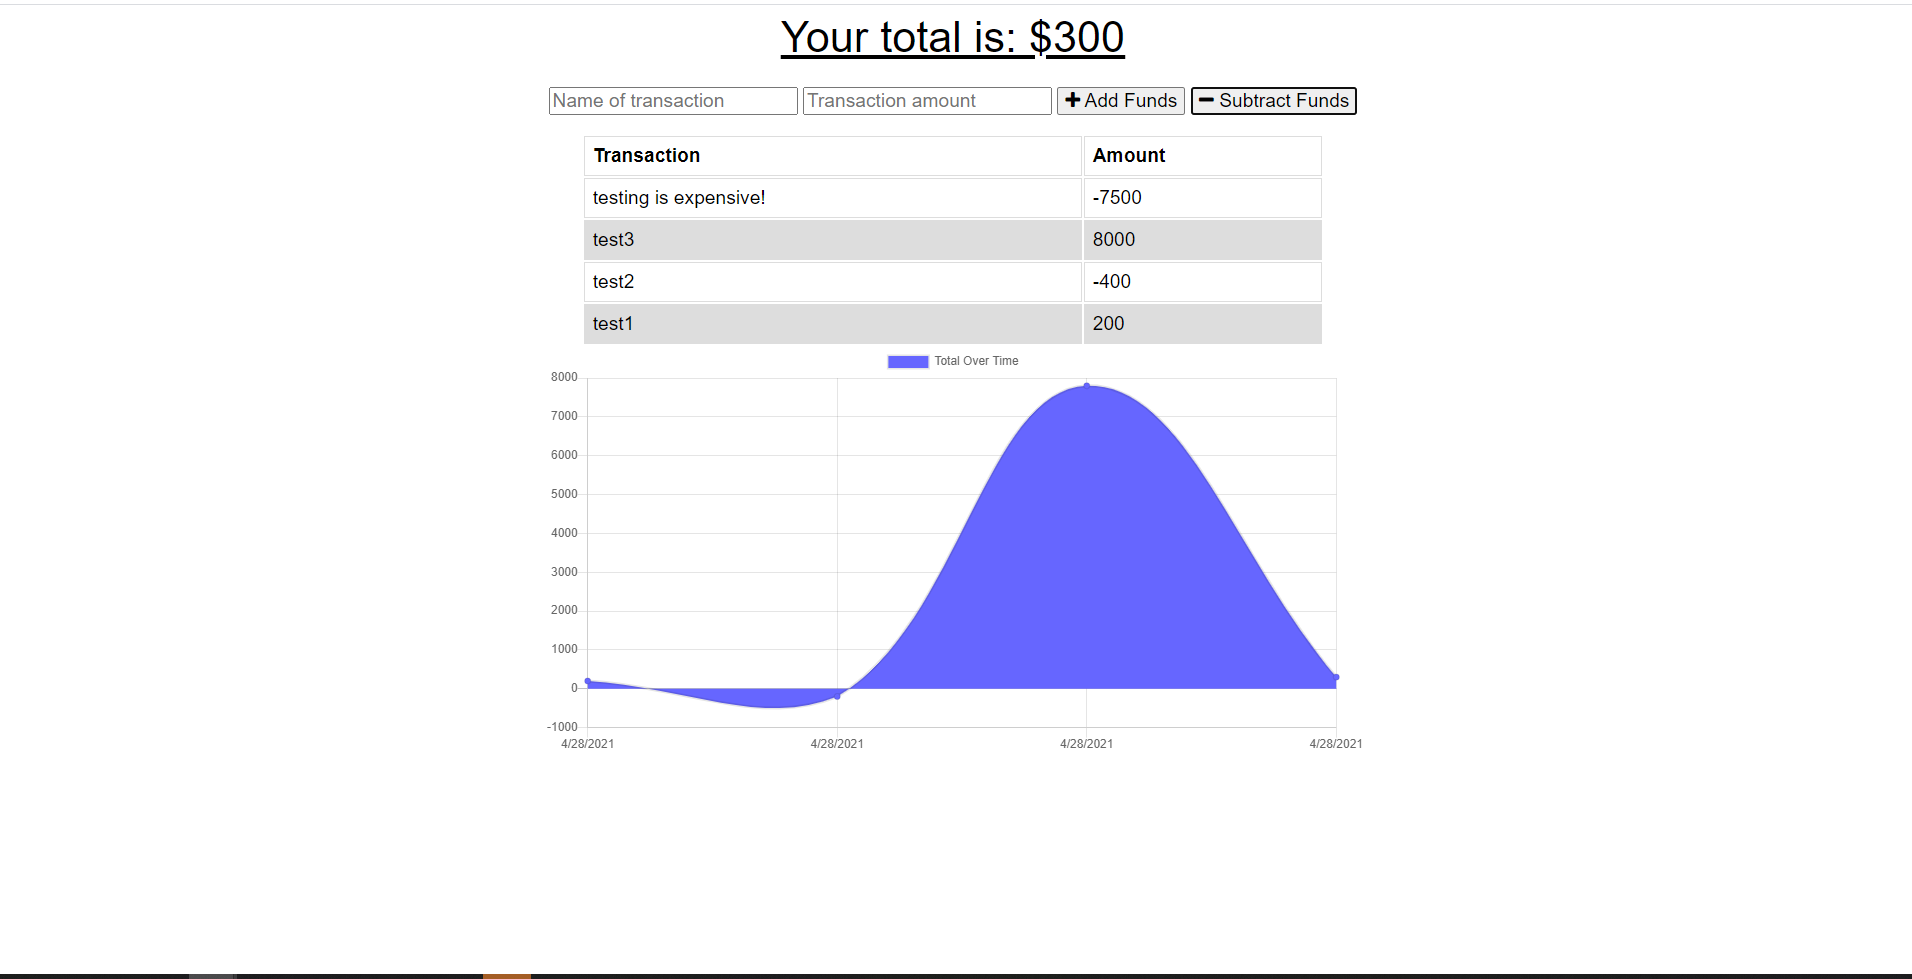 Your total is: $300
Name of transaction Transaction amount Add Funds Subtract Funds
Transaction Amount
testing is expensive! -7500
test3 8000
test2 -400
test1 200
Total Over Time
8000
7000
6000
5000
4000
3000
2000
1000
0
-1000
4/28/2021 4/28/2021 4/28/2021 4/28/2021